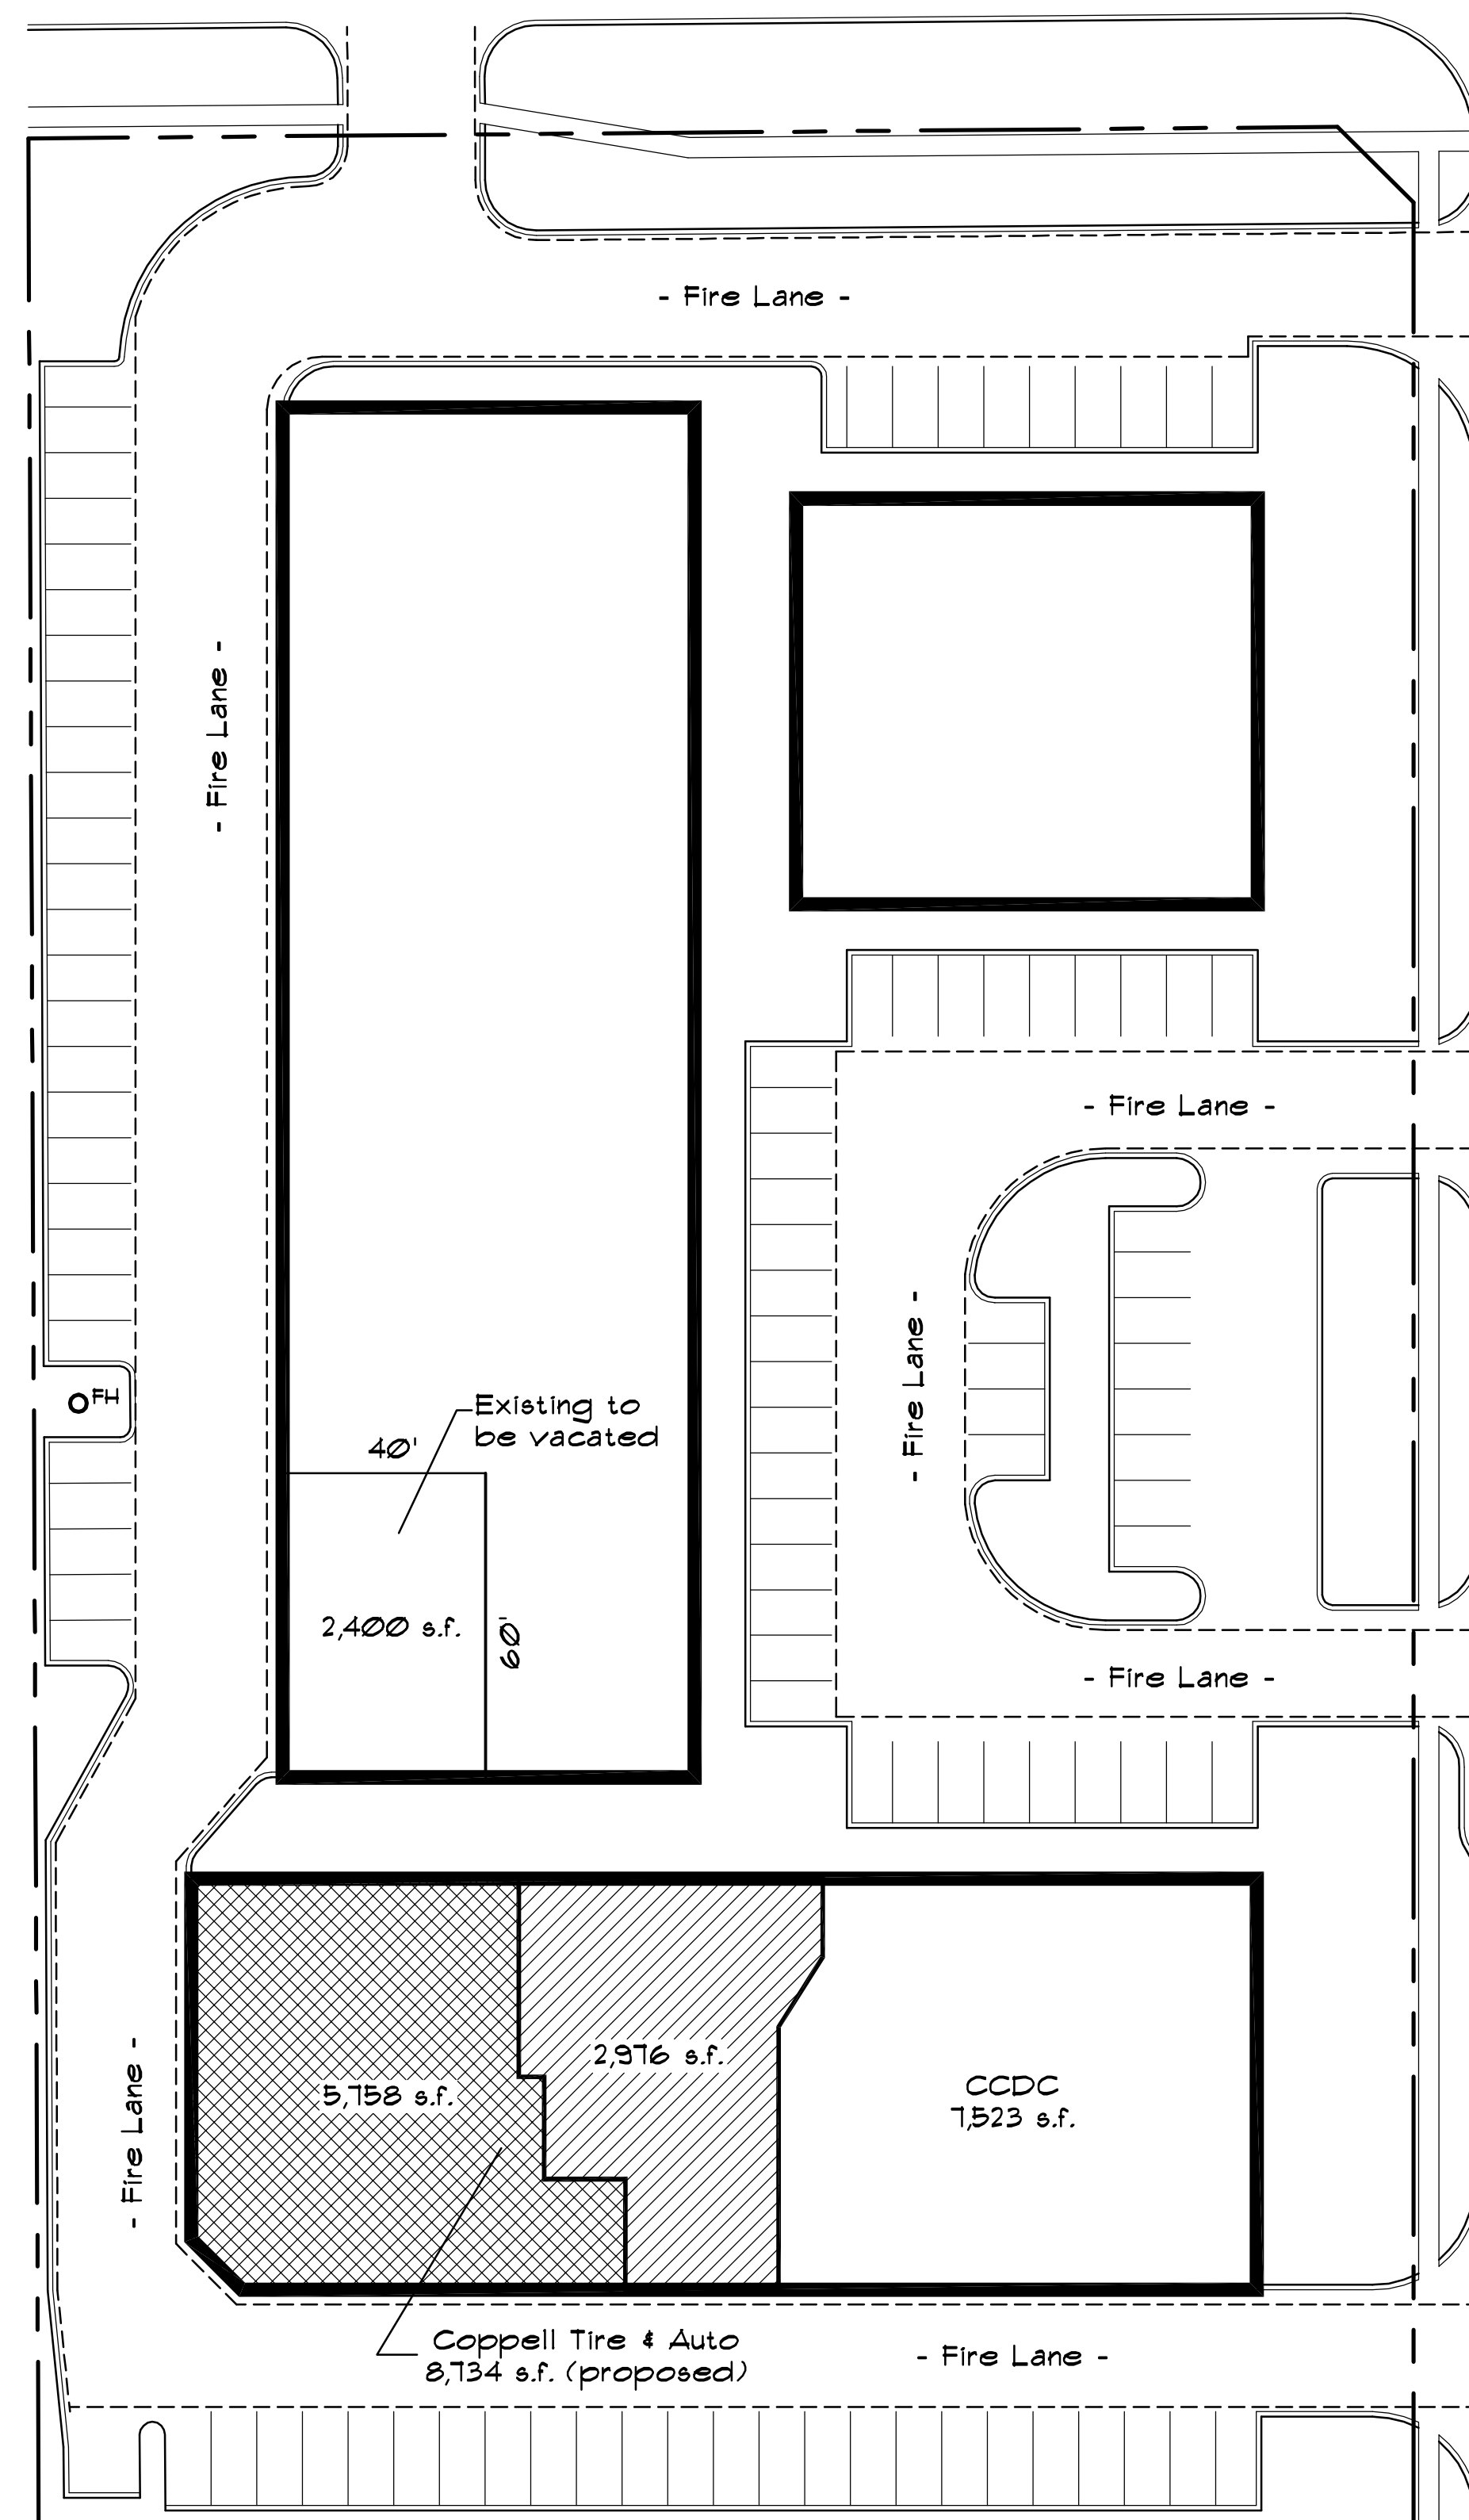 - Fire Lane -
- Fire Lane -
- Fire Lane -
FH
Existing to
be vacated
40'
- Fire Lane -
2,400 s.f.
60'
- Fire Lane -
2,976 s.f.
5,758 s.f.
CCDC
7,523 s.f.
- Fire Lane -
Coppell Tire & Auto
8,734 s.f. (proposed)
- Fire Lane -